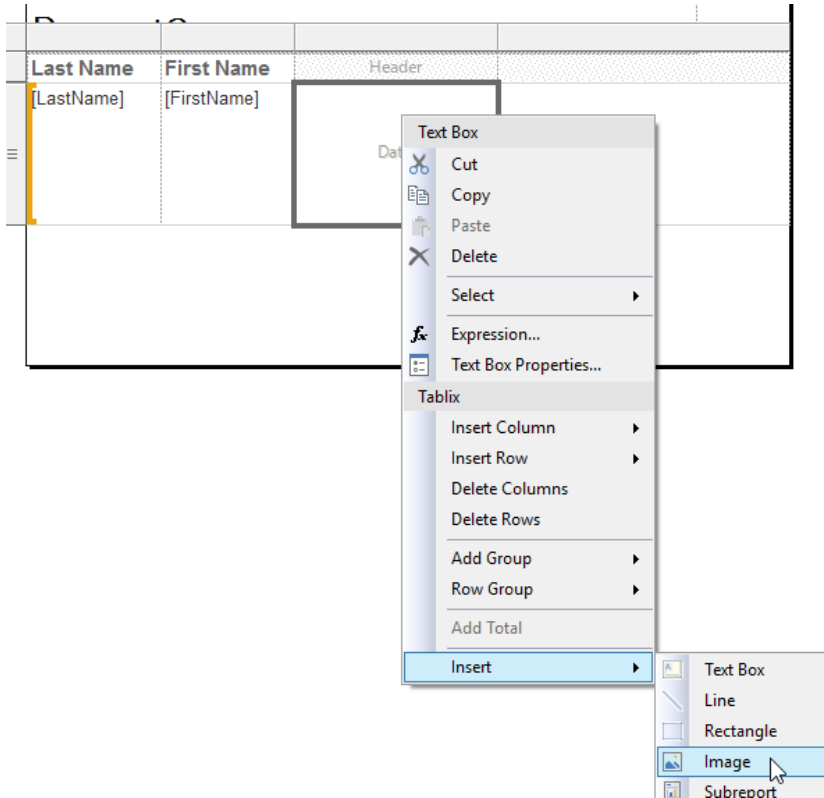 Last Name First Name Header
[LastName] [FirstName]
Text Box
Cut
Copy
Paste
Delete
Select
fx Expression...
Text Box Properties...
Tablix
Insert Column
Insert Row
Delete Columns
Delete Rows
Add Group
Row Group
Add Total
Insert
Text Box
Line
Rectangle
Image
Subreport